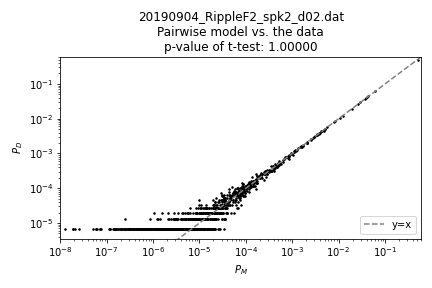 20190904_RippleF2_spk2_d02.dat
Pairwise model vs. the data
p-value of t-test: 1.00000
P_D
10⁻¹
10⁻²
10⁻³
10⁻⁴
10⁻⁵
y=x
10⁻⁸ 10⁻⁷ 10⁻⁶ 10⁻⁵ 10⁻⁴ 10⁻³ 10⁻² 10⁻¹
P_M